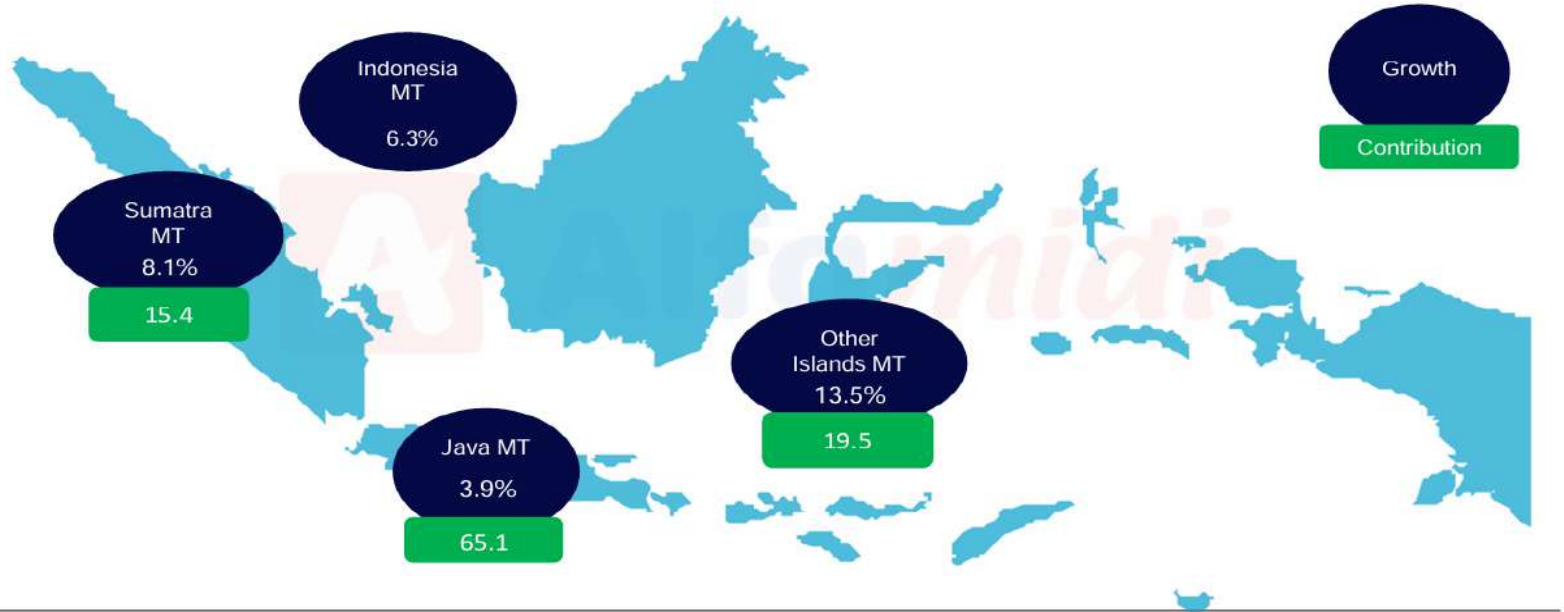 Indonesia
MT
6.3%
Growth
Contribution
Sumatra
MT
8.1%
15.4
Alfamidi
Other
Islands MT
13.5%
19.5
Java MT
3.9%
65.1